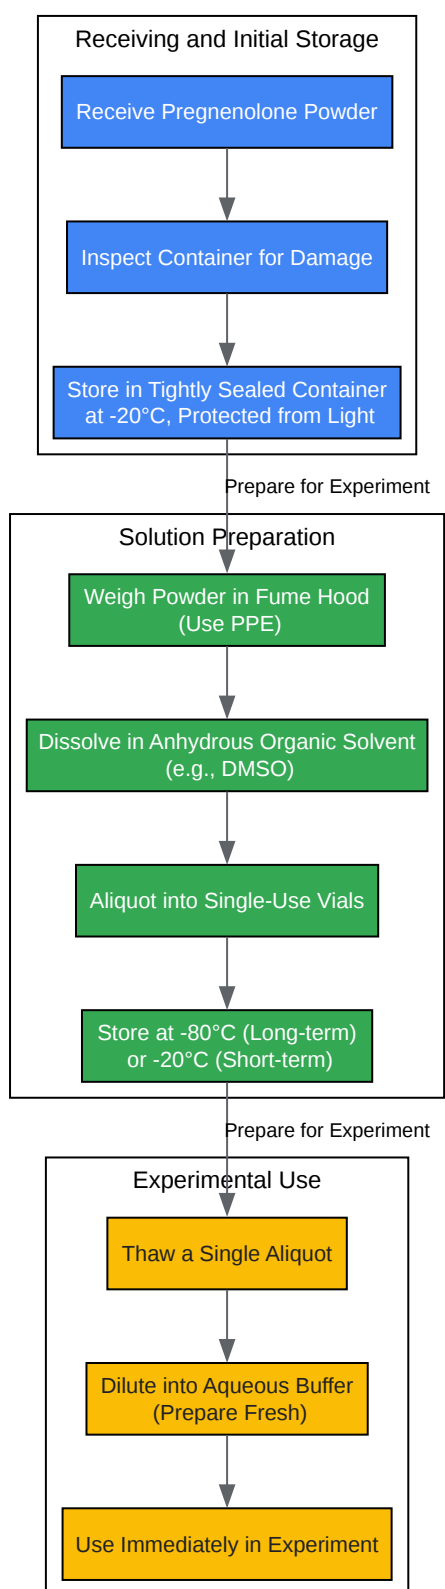 Receiving and Initial Storage
Receive Pregnenolone Powder
Inspect Container for Damage
Store in Tightly Sealed Container
at -20°C, Protected from Light
Prepare for Experiment
Solution Preparation
Weigh Powder in Fume Hood
(Use PPE)
Dissolve in Anhydrous Organic Solvent
(e.g., DMSO)
Aliquot into Single-Use Vials
Store at -80°C (Long-term)
or -20°C (Short-term)
Prepare for Experiment
Experimental Use
Thaw a Single Aliquot
Dilute into Aqueous Buffer
(Prepare Fresh)
Use Immediately in Experiment